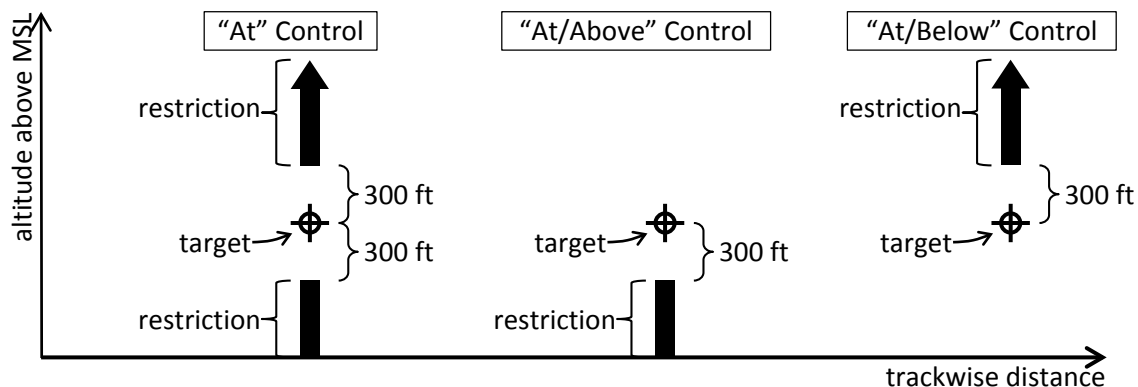 “At” Control
“At/Above” Control
“At/Below” Control
altitude above MSL
restriction
restriction
300 ft
300 ft
300 ft
300 ft
target
target
target
restriction
restriction
trackwise distance